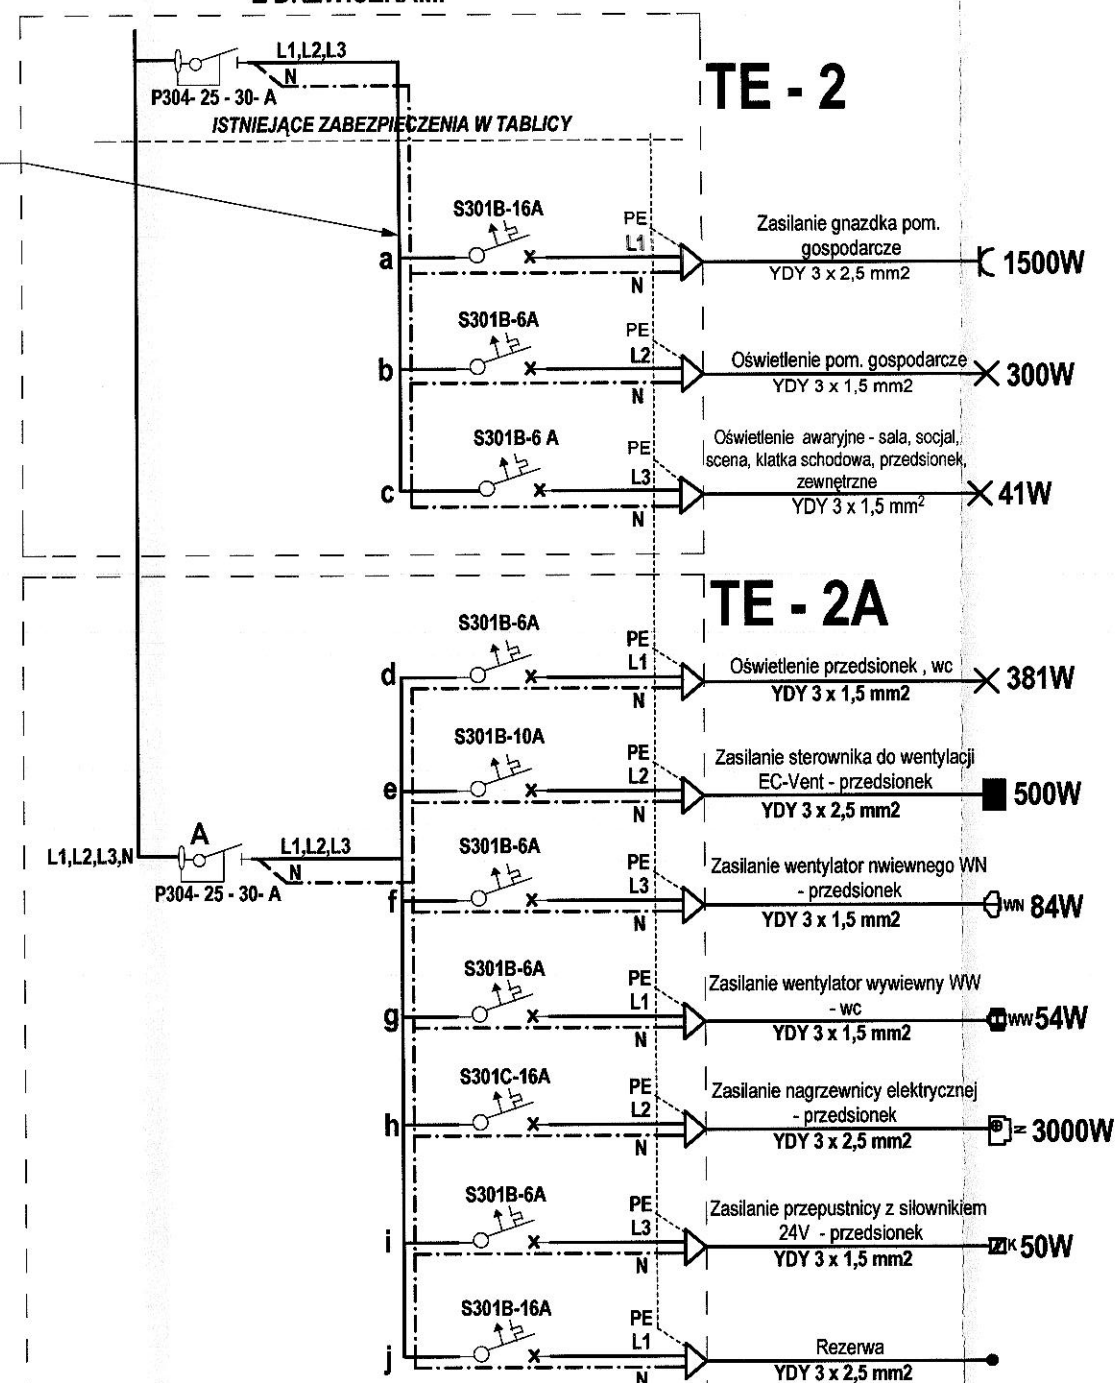 L1,L2,L3
N
P304- 25 - 30- A
TE - 2
ISTNIEJĄCE ZABEZPIECZENIA W TABLICY
S301B-16A
a
PE
L1
N
Zasilanie gnazdka pom.
gospodarcze
YDY 3 x 2,5 mm2
1500W
S301B-6A
b
PE
L2
N
Oświetlenie pom. gospodarcze
YDY 3 x 1,5 mm2
300W
S301B-6 A
c
PE
L3
N
Oświetlenie awaryjne - sala, socjal,
scena, klatka schodowa, przedsionek,
zewnętrzne
YDY 3 x 1,5 mm²
41W
TE - 2A
S301B-6A
d
PE
L1
N
Oświetlenie przedsionek , wc
YDY 3 x 1,5 mm2
381W
S301B-10A
e
PE
L2
N
Zasilanie sterownika do wentylacji
EC-Vent - przedsionek
YDY 3 x 2,5 mm2
500W
L1,L2,L3,N
A
P304- 25 - 30- A
L1,L2,L3
N
S301B-6A
f
PE
L3
N
Zasilanie wentylator nwiewnego WN
- przedsionek
YDY 3 x 1,5 mm2
WN 84W
S301B-6A
g
PE
L1
N
Zasilanie wentylator wywiewny WW
- wc
YDY 3 x 1,5 mm2
WW 54W
S301C-16A
h
PE
L2
N
Zasilanie nagrzewnicy elektrycznej
- przedsionek
YDY 3 x 2,5 mm2
N 3000W
S301B-6A
i
PE
L3
N
Zasilanie przepustnicy z siłownikiem
24V - przedsionek
YDY 3 x 1,5 mm2
K 50W
S301B-16A
j
PE
L1
N
Rezerwa
YDY 3 x 2,5 mm2